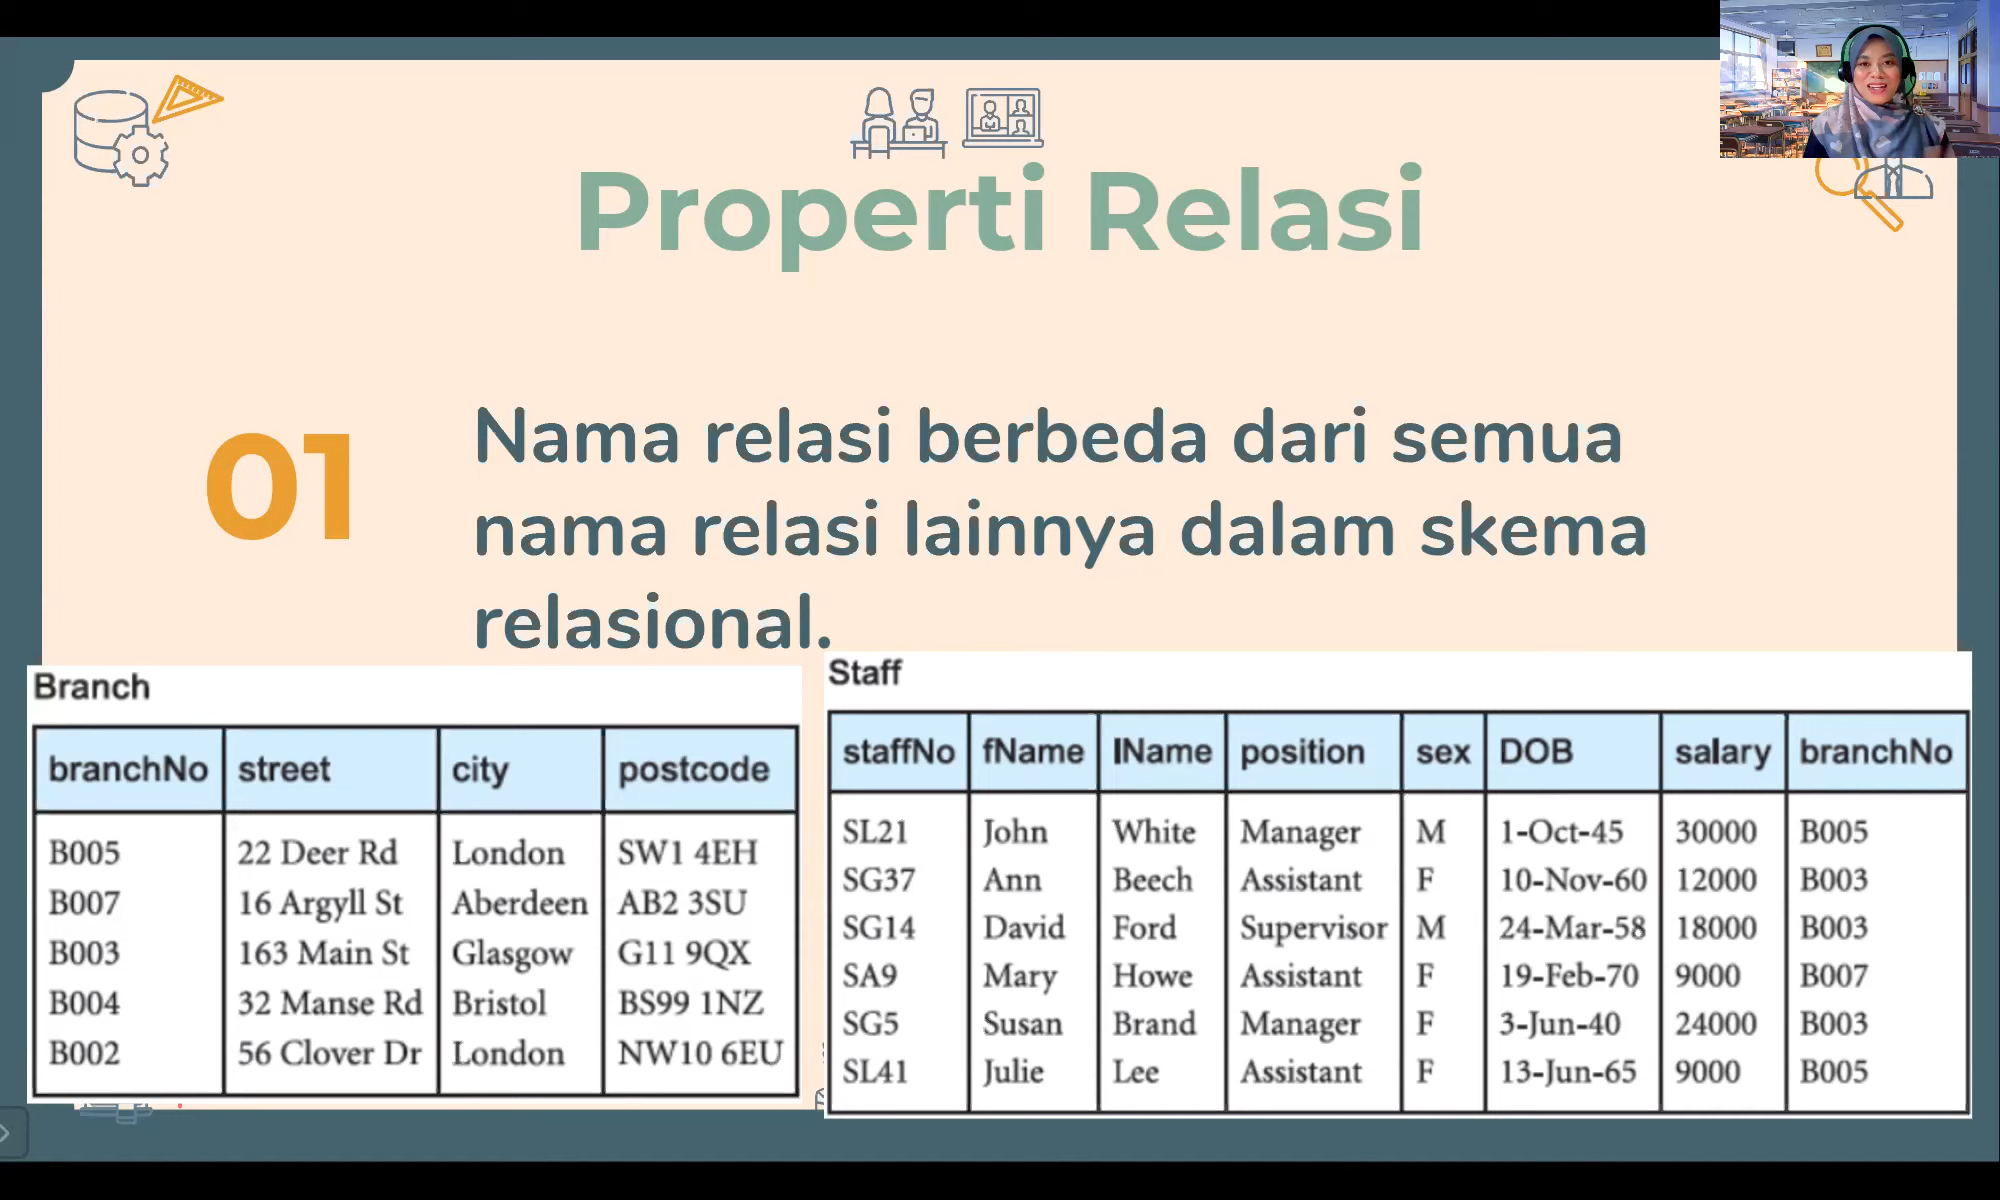 Properti Relasi
01
Nama relasi berbeda dari semua
nama relasi lainnya dalam skema
relasional.
Branch
branchNo street city postcode
B005 22 Deer Rd London SW1 4EH
B007 16 Argyll St Aberdeen AB2 3SU
B003 163 Main St Glasgow G11 9QX
B004 32 Manse Rd Bristol BS99 1NZ
B002 56 Clover Dr London NW10 6EU
Staff
staffNo fName lName position sex DOB salary branchNo
SL21 John White Manager M 1-Oct-45 30000 B005
SG37 Ann Beech Assistant F 10-Nov-60 12000 B003
SG14 David Ford Supervisor M 24-Mar-58 18000 B003
SA9 Mary Howe Assistant F 19-Feb-70 9000 B007
SG5 Susan Brand Manager F 3-Jun-40 24000 B003
SL41 Julie Lee Assistant F 13-Jun-65 9000 B005